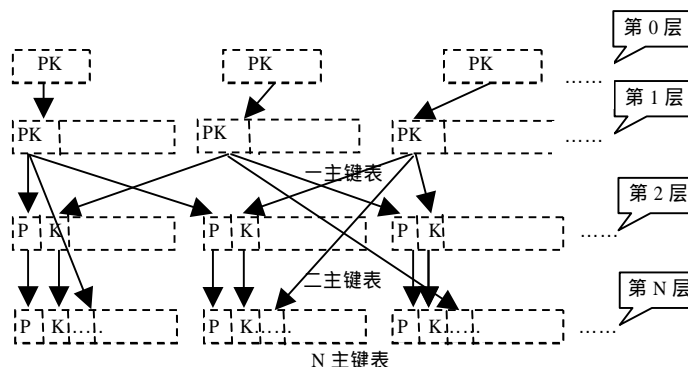 第 0 层
PK PK PK ……
第 1 层
PK PK PK ……
一主键表
第 2 层
P K P K P K ……
二主键表
第 N 层
P K …… P K …… P K …… ……
N 主键表